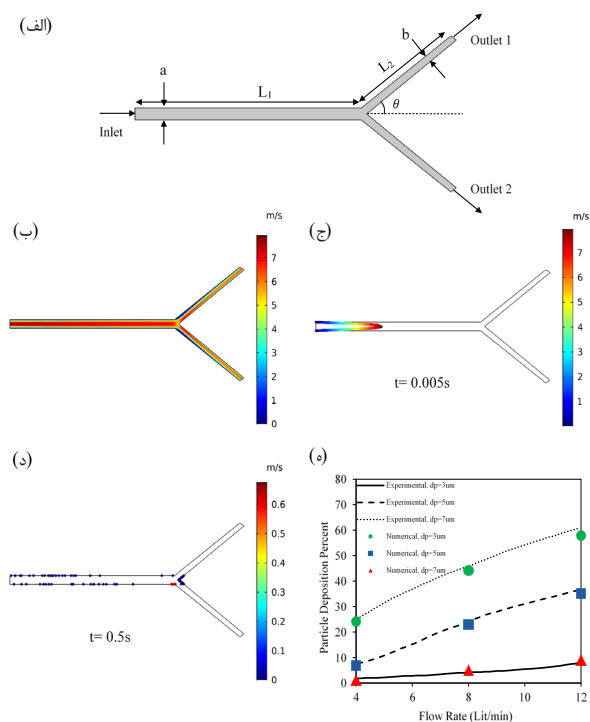 (الف)
Outlet 1
b
L₂
a
L₁
θ
Inlet
Outlet 2
(ب)
m/s
7
6
5
4
3
2
1
0
(ج)
m/s
7
6
5
4
3
2
1
t= 0.005s
(د)
m/s
0.6
0.5
0.4
0.3
0.2
0.1
0
t= 0.5s
(ه)
Particle Deposition Percent
80
70
60
50
40
30
20
10
0
Experimental, dp=3um
Experimental, dp=5um
Experimental, dp=7um
Numerical, dp=3um
Numerical, dp=5um
Numerical, dp=7um
4 6 8 10 12
Flow Rate (Lit/min)